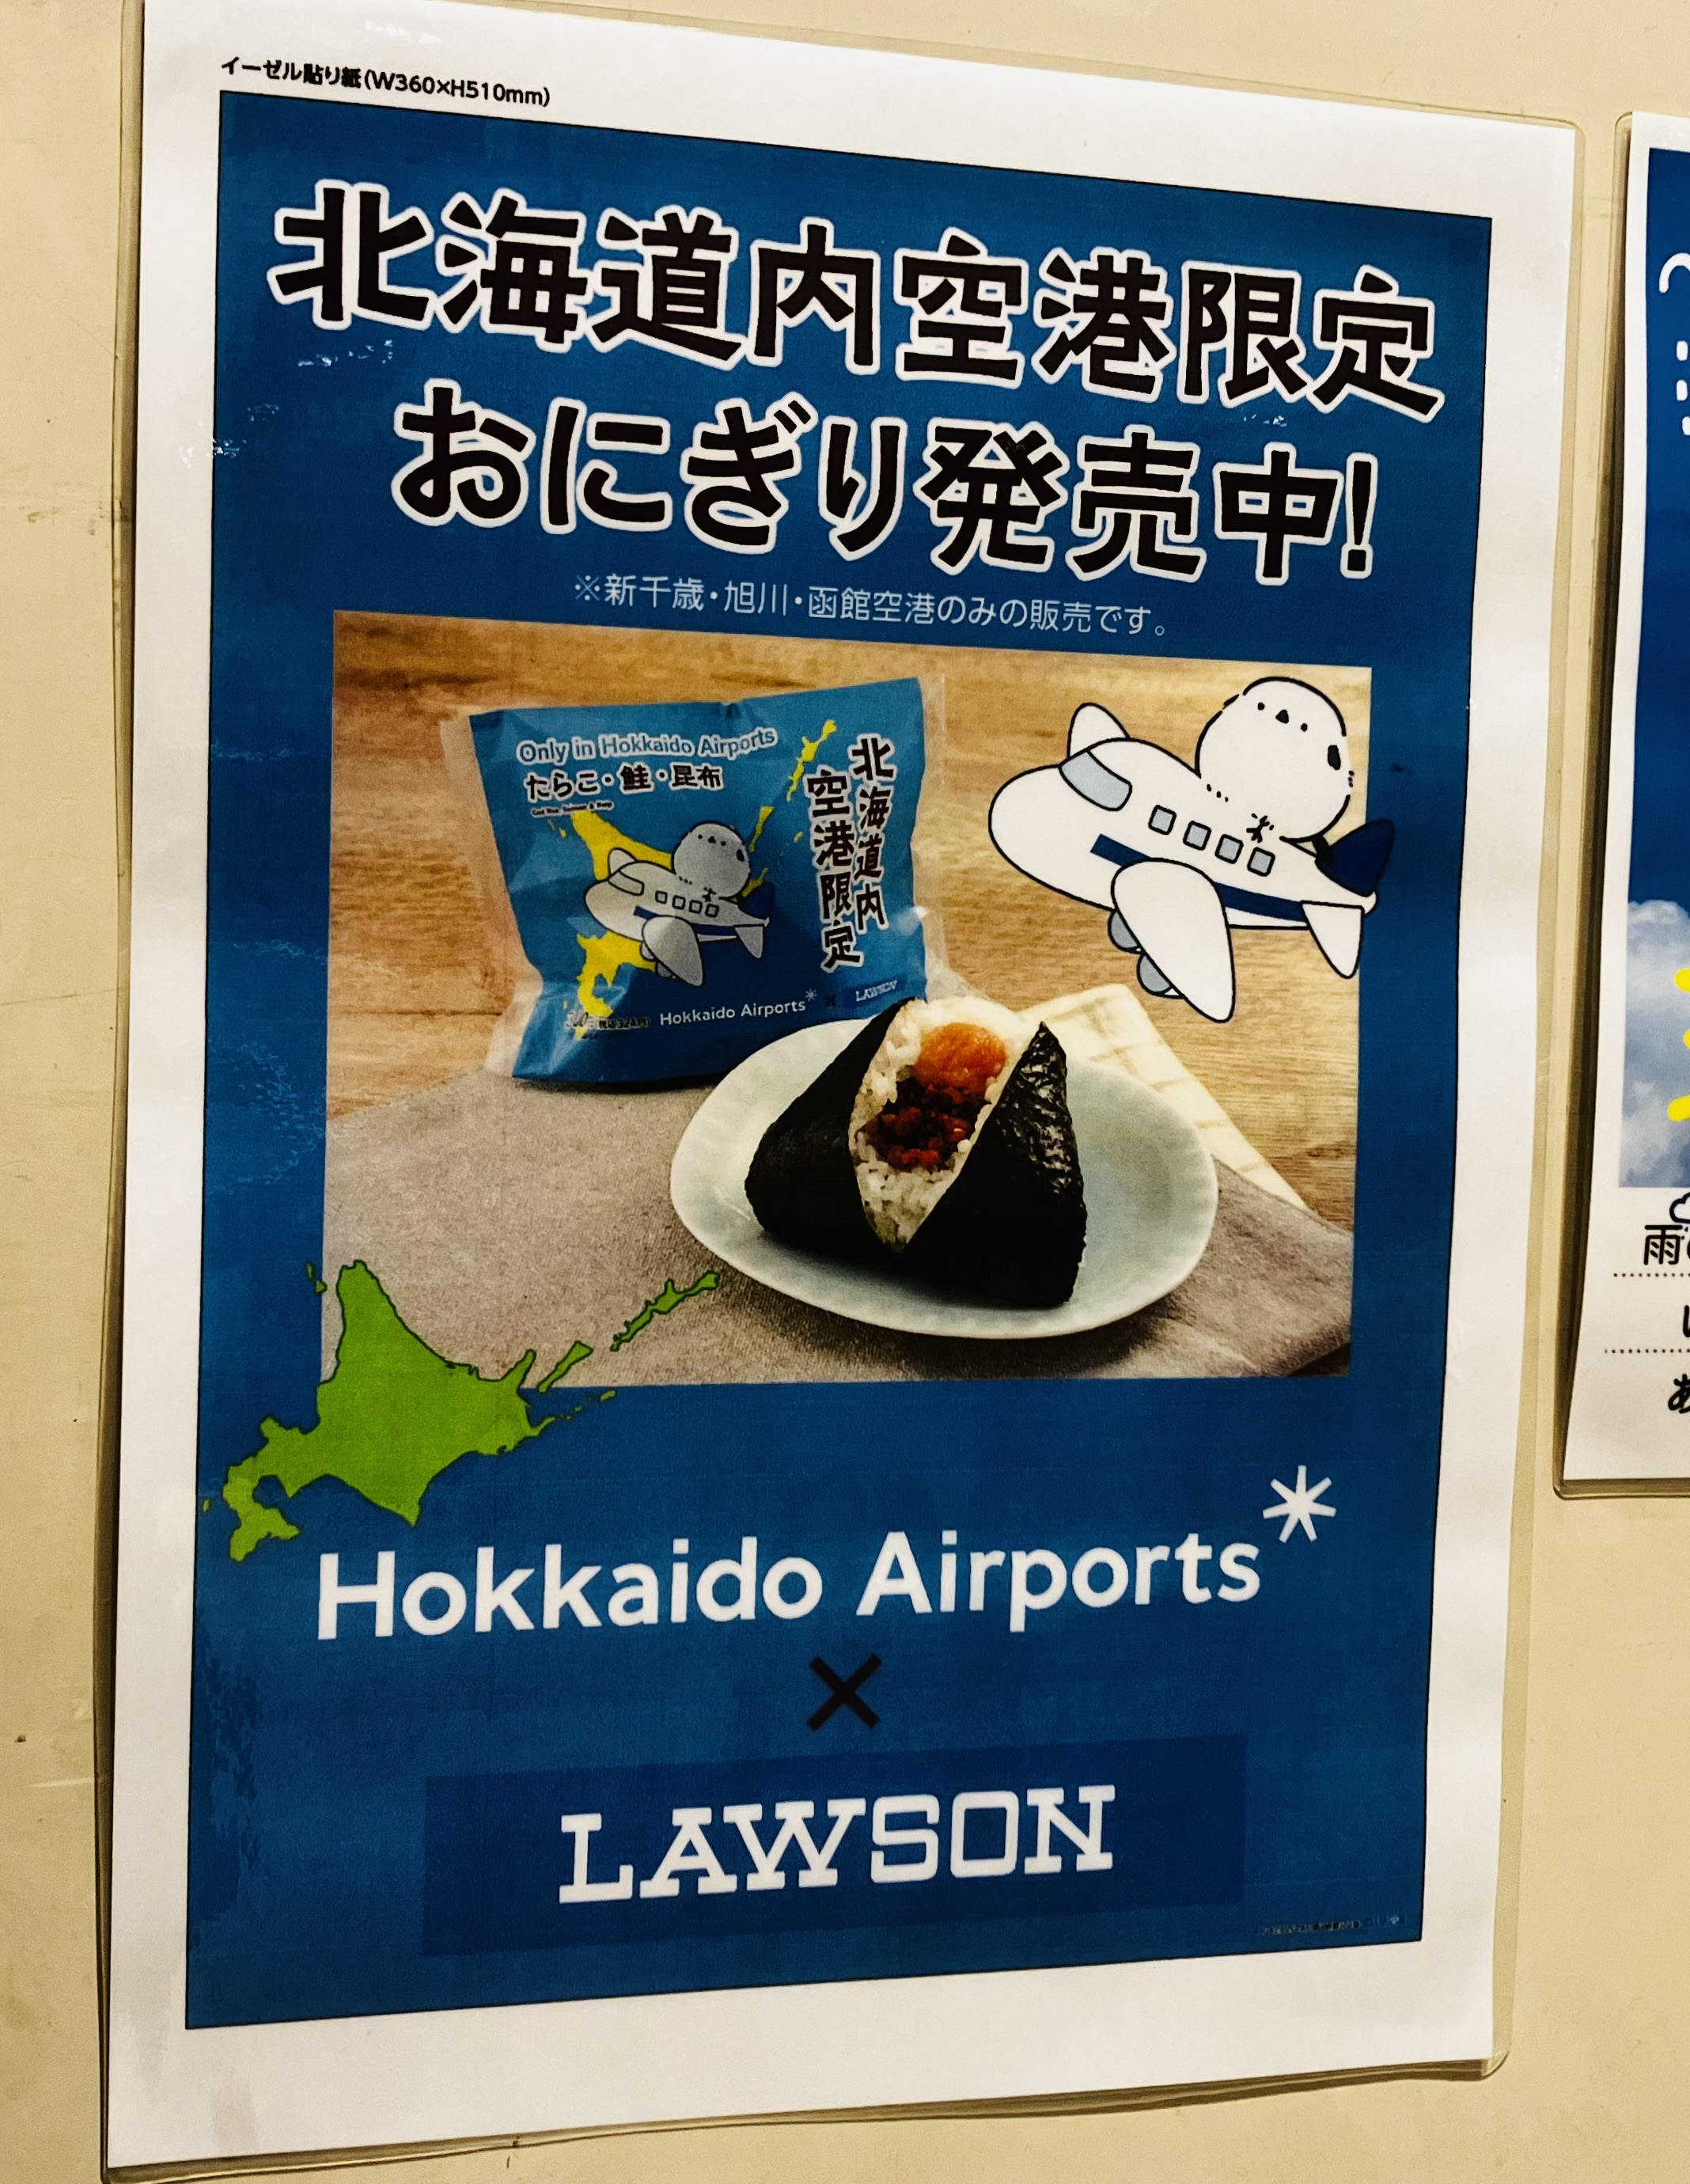 イーゼル貼り紙(W360×H510mm)
北海道内空港限定
おにぎり発売中!
※新千歳・旭川・函館空港のみの販売です。
Only in Hokkaido Airports
たらこ・鮭・昆布
北海道内
空港限定
Hokkaido Airports* × LAWSON
Hokkaido Airports*
×
LAWSON
雨